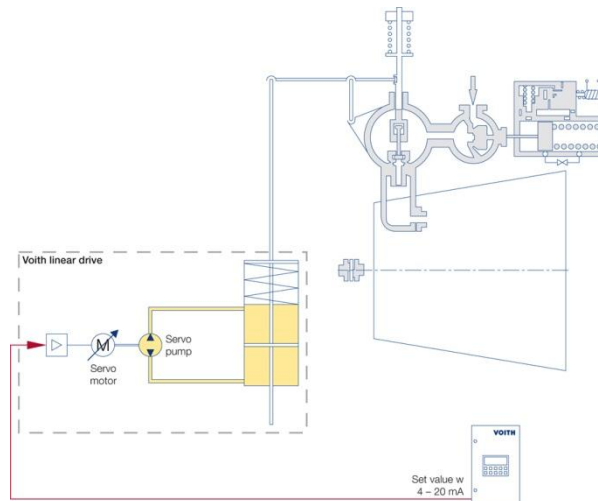 Voith linear drive
M
Servo
motor
Servo
pump
VOITH
Set value w
4 – 20 mA